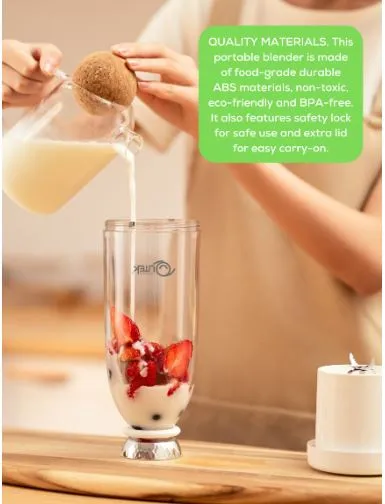 QUALITY MATERIALS. This
portable blender is made
of food-grade durable
ABS materials, non-toxic,
eco-friendly and BPA-free.
It also features safety lock
for safe use and extra lid
for easy carry-on.